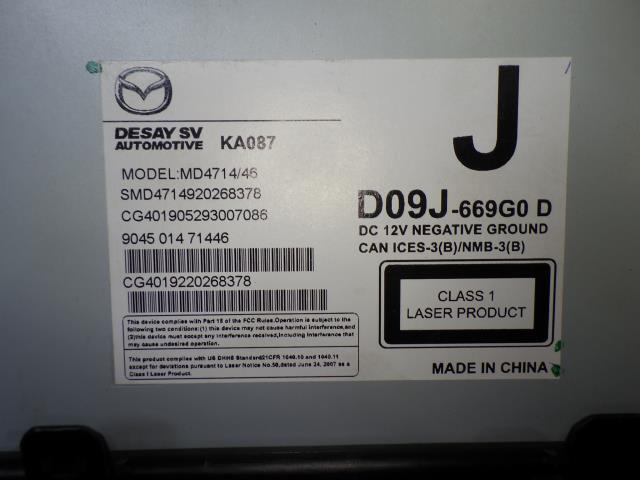 J
DESAY SV
AUTOMOTIVE KA087
MODEL:MD4714/46
SMD4714920268378
CG401905293007086
9045 01 4 71446
CG4019220268378
D09J-669G0 D
DC 12V NEGATIVE GROUND
CAN ICES-3(B)/NMB-3(B)
CLASS 1
LASER PRODUCT
This device complies with Part 15 of the FCC Rules.Operation is subject to the
following two conditions:(1) this device may not cause harmful interference,and
(2)this device must accept any interference received,including interference that
may cause undesired operation.
This product complies with US DHHS Standard21CFR 1040.10 and 1040.11
except for deviations pursuant to Laser Notice No.50,dated June 24, 2007 as a
Class I Laser Product.
MADE IN CHINA